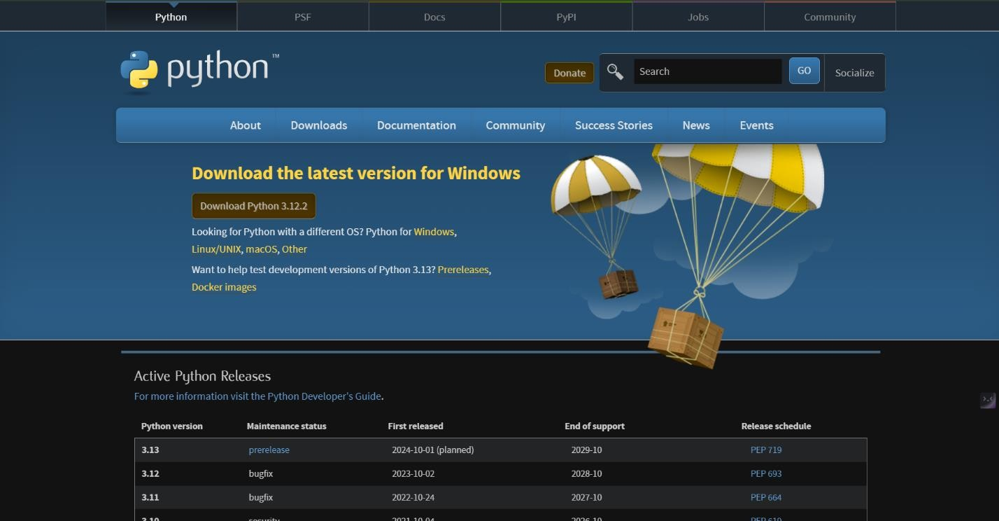 Python PSF Docs PyPI Jobs Community
python™
Donate Search GO Socialize
About Downloads Documentation Community Success Stories News Events
Download the latest version for Windows
Download Python 3.12.2
Looking for Python with a different OS? Python for Windows,
Linux/UNIX, macOS, Other
Want to help test development versions of Python 3.13? Prereleases,
Docker images
Active Python Releases
For more information visit the Python Developer's Guide.
Python version Maintenance status First released End of support Release schedule
3.13 prerelease 2024-10-01 (planned) 2029-10 PEP 719
3.12 bugfix 2023-10-02 2028-10 PEP 693
3.11 bugfix 2022-10-24 2027-10 PEP 664
3.10 security 2021-10-04 2026-10 PEP 619